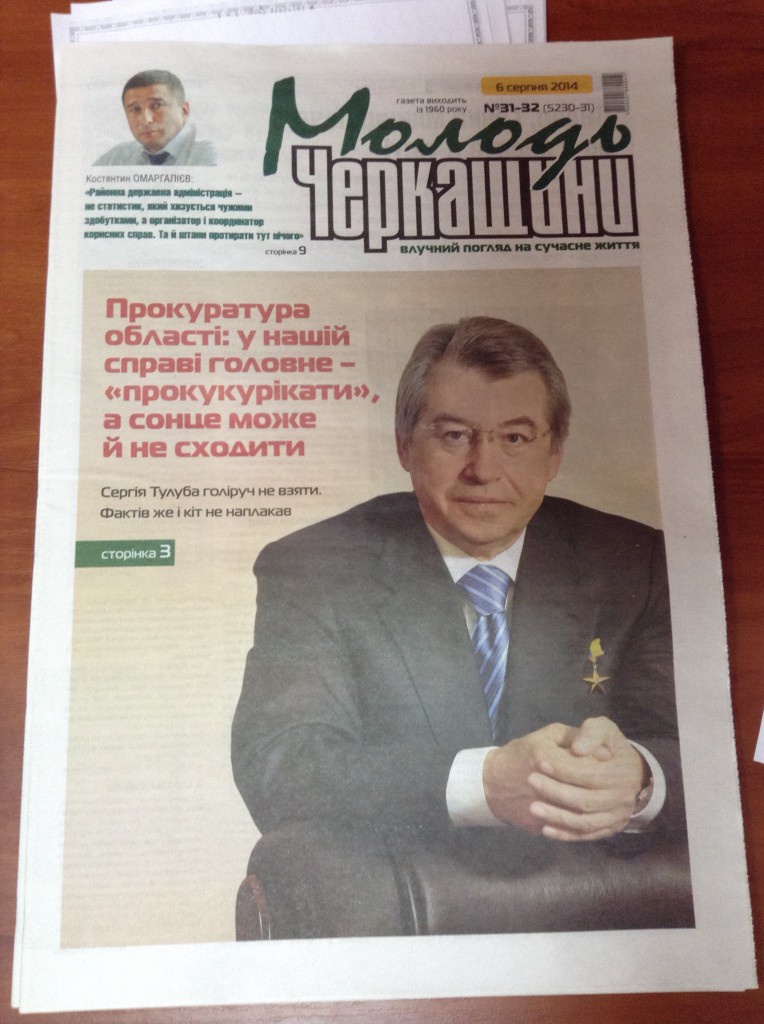 6 серпня 2014
газета виходить
із 1960 року
№31-32 (5230-31)
Молодь
Черкащини
влучний погляд на сучасне життя
Костянтин ОМАРГАЛІЄВ:
«Районна державна адміністрація –
не статистик, який хизується чужими
здобутками, а організатор і координатор
корисних справ. Та й штани протирати тут нічого»
сторінка 9
Прокуратура
області: у нашій
справі головне –
«прокукурікати»,
а сонце може
й не сходити
Сергія Тулуба голіруч не взяти.
Фактів же і кіт не наплакав
сторінка 3